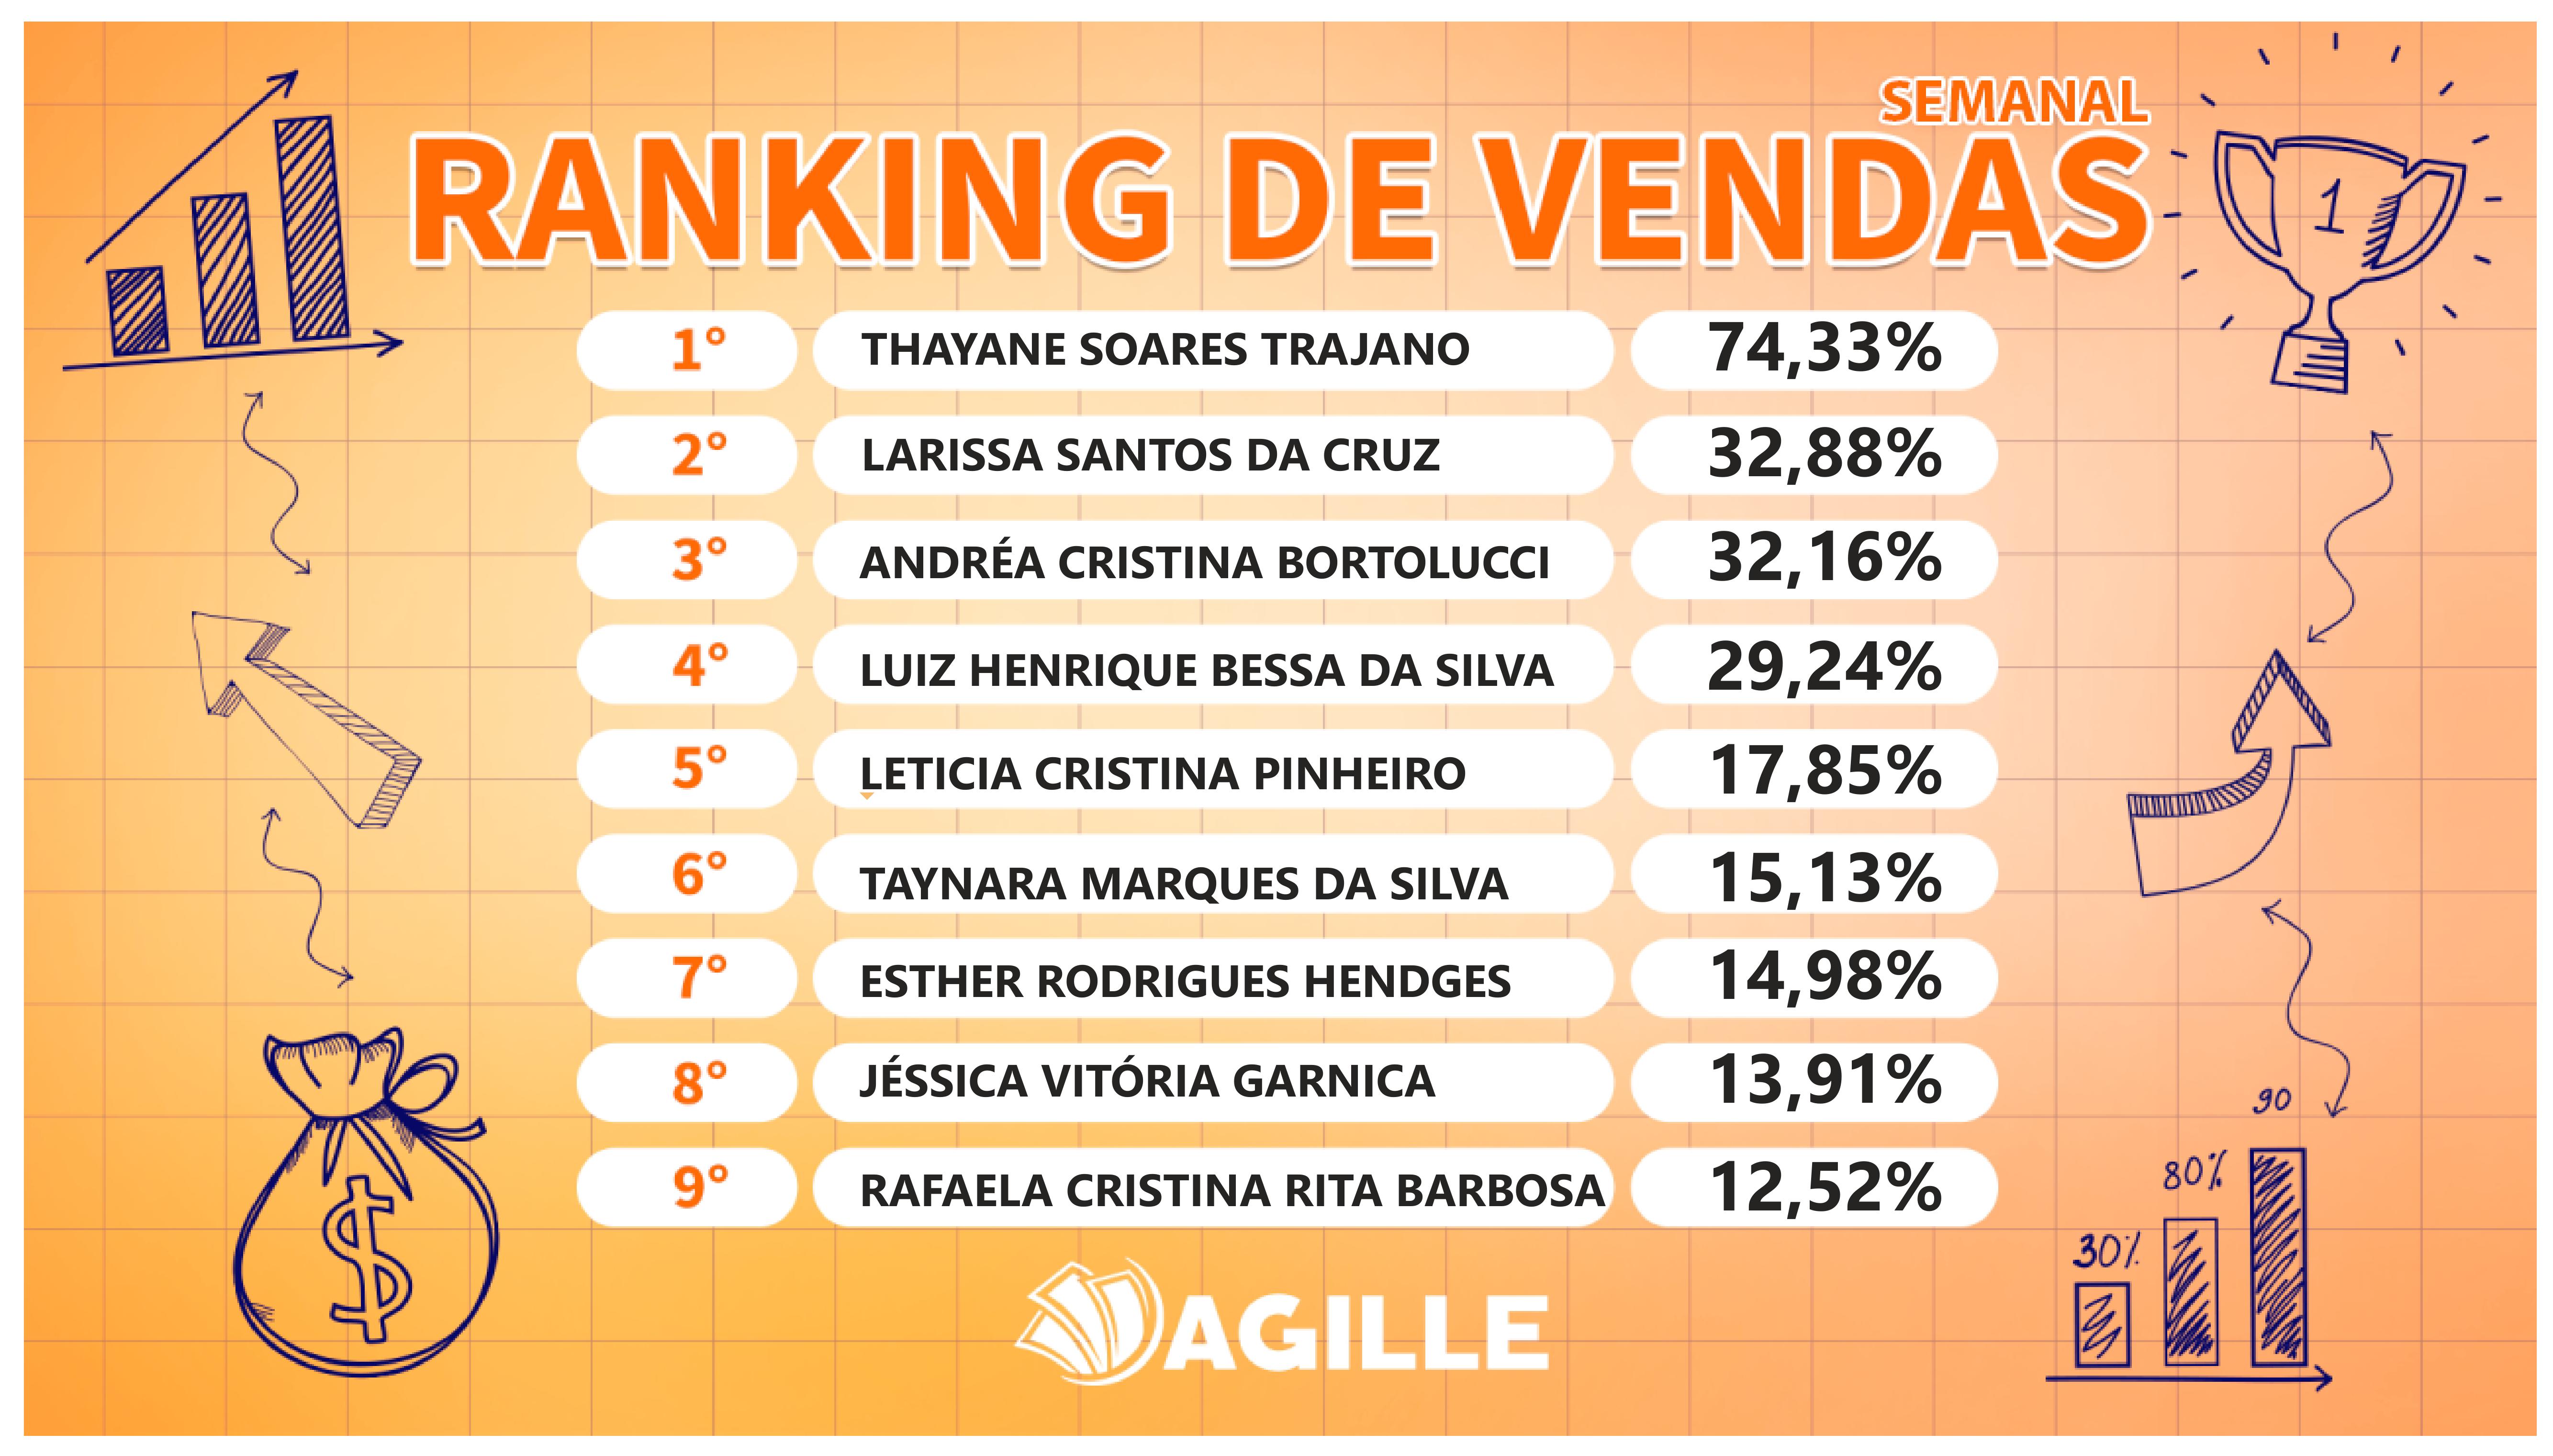 SEMANAL
RANKING DE VENDAS
1
1° THAYANE SOARES TRAJANO 74,33%
2° LARISSA SANTOS DA CRUZ 32,88%
3° ANDRÉA CRISTINA BORTOLUCCI 32,16%
4° LUIZ HENRIQUE BESSA DA SILVA 29,24%
5° LETICIA CRISTINA PINHEIRO 17,85%
6° TAYNARA MARQUES DA SILVA 15,13%
7° ESTHER RODRIGUES HENDGES 14,98%
8° JÉSSICA VITÓRIA GARNICA 13,91%
9° RAFAELA CRISTINA RITA BARBOSA 12,52%
$
90
80%
30%
AGILLE